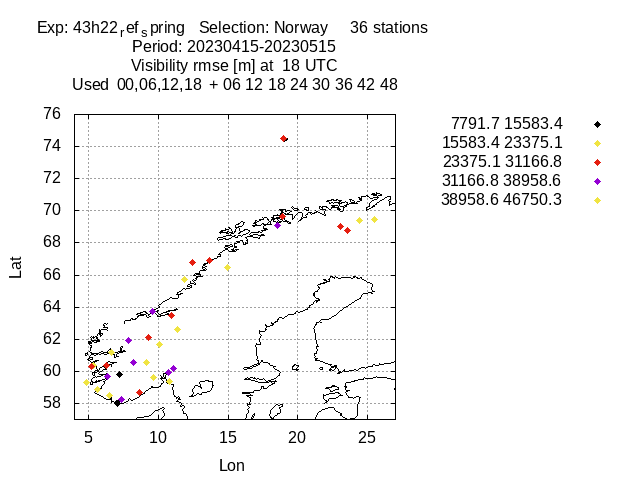 Exp: 43h22ref spring   Selection: Norway     36 stations
Period: 20230415-20230515
Visibility rmse [m] at  18 UTC
Used  00,06,12,18  + 06 12 18 24 30 36 42 48
7791.7 15583.4
15583.4 23375.1
23375.1 31166.8
31166.8 38958.6
38958.6 46750.3
76
74
72
70
68
66
64
62
60
58
Lat
5 10 15 20 25
Lon